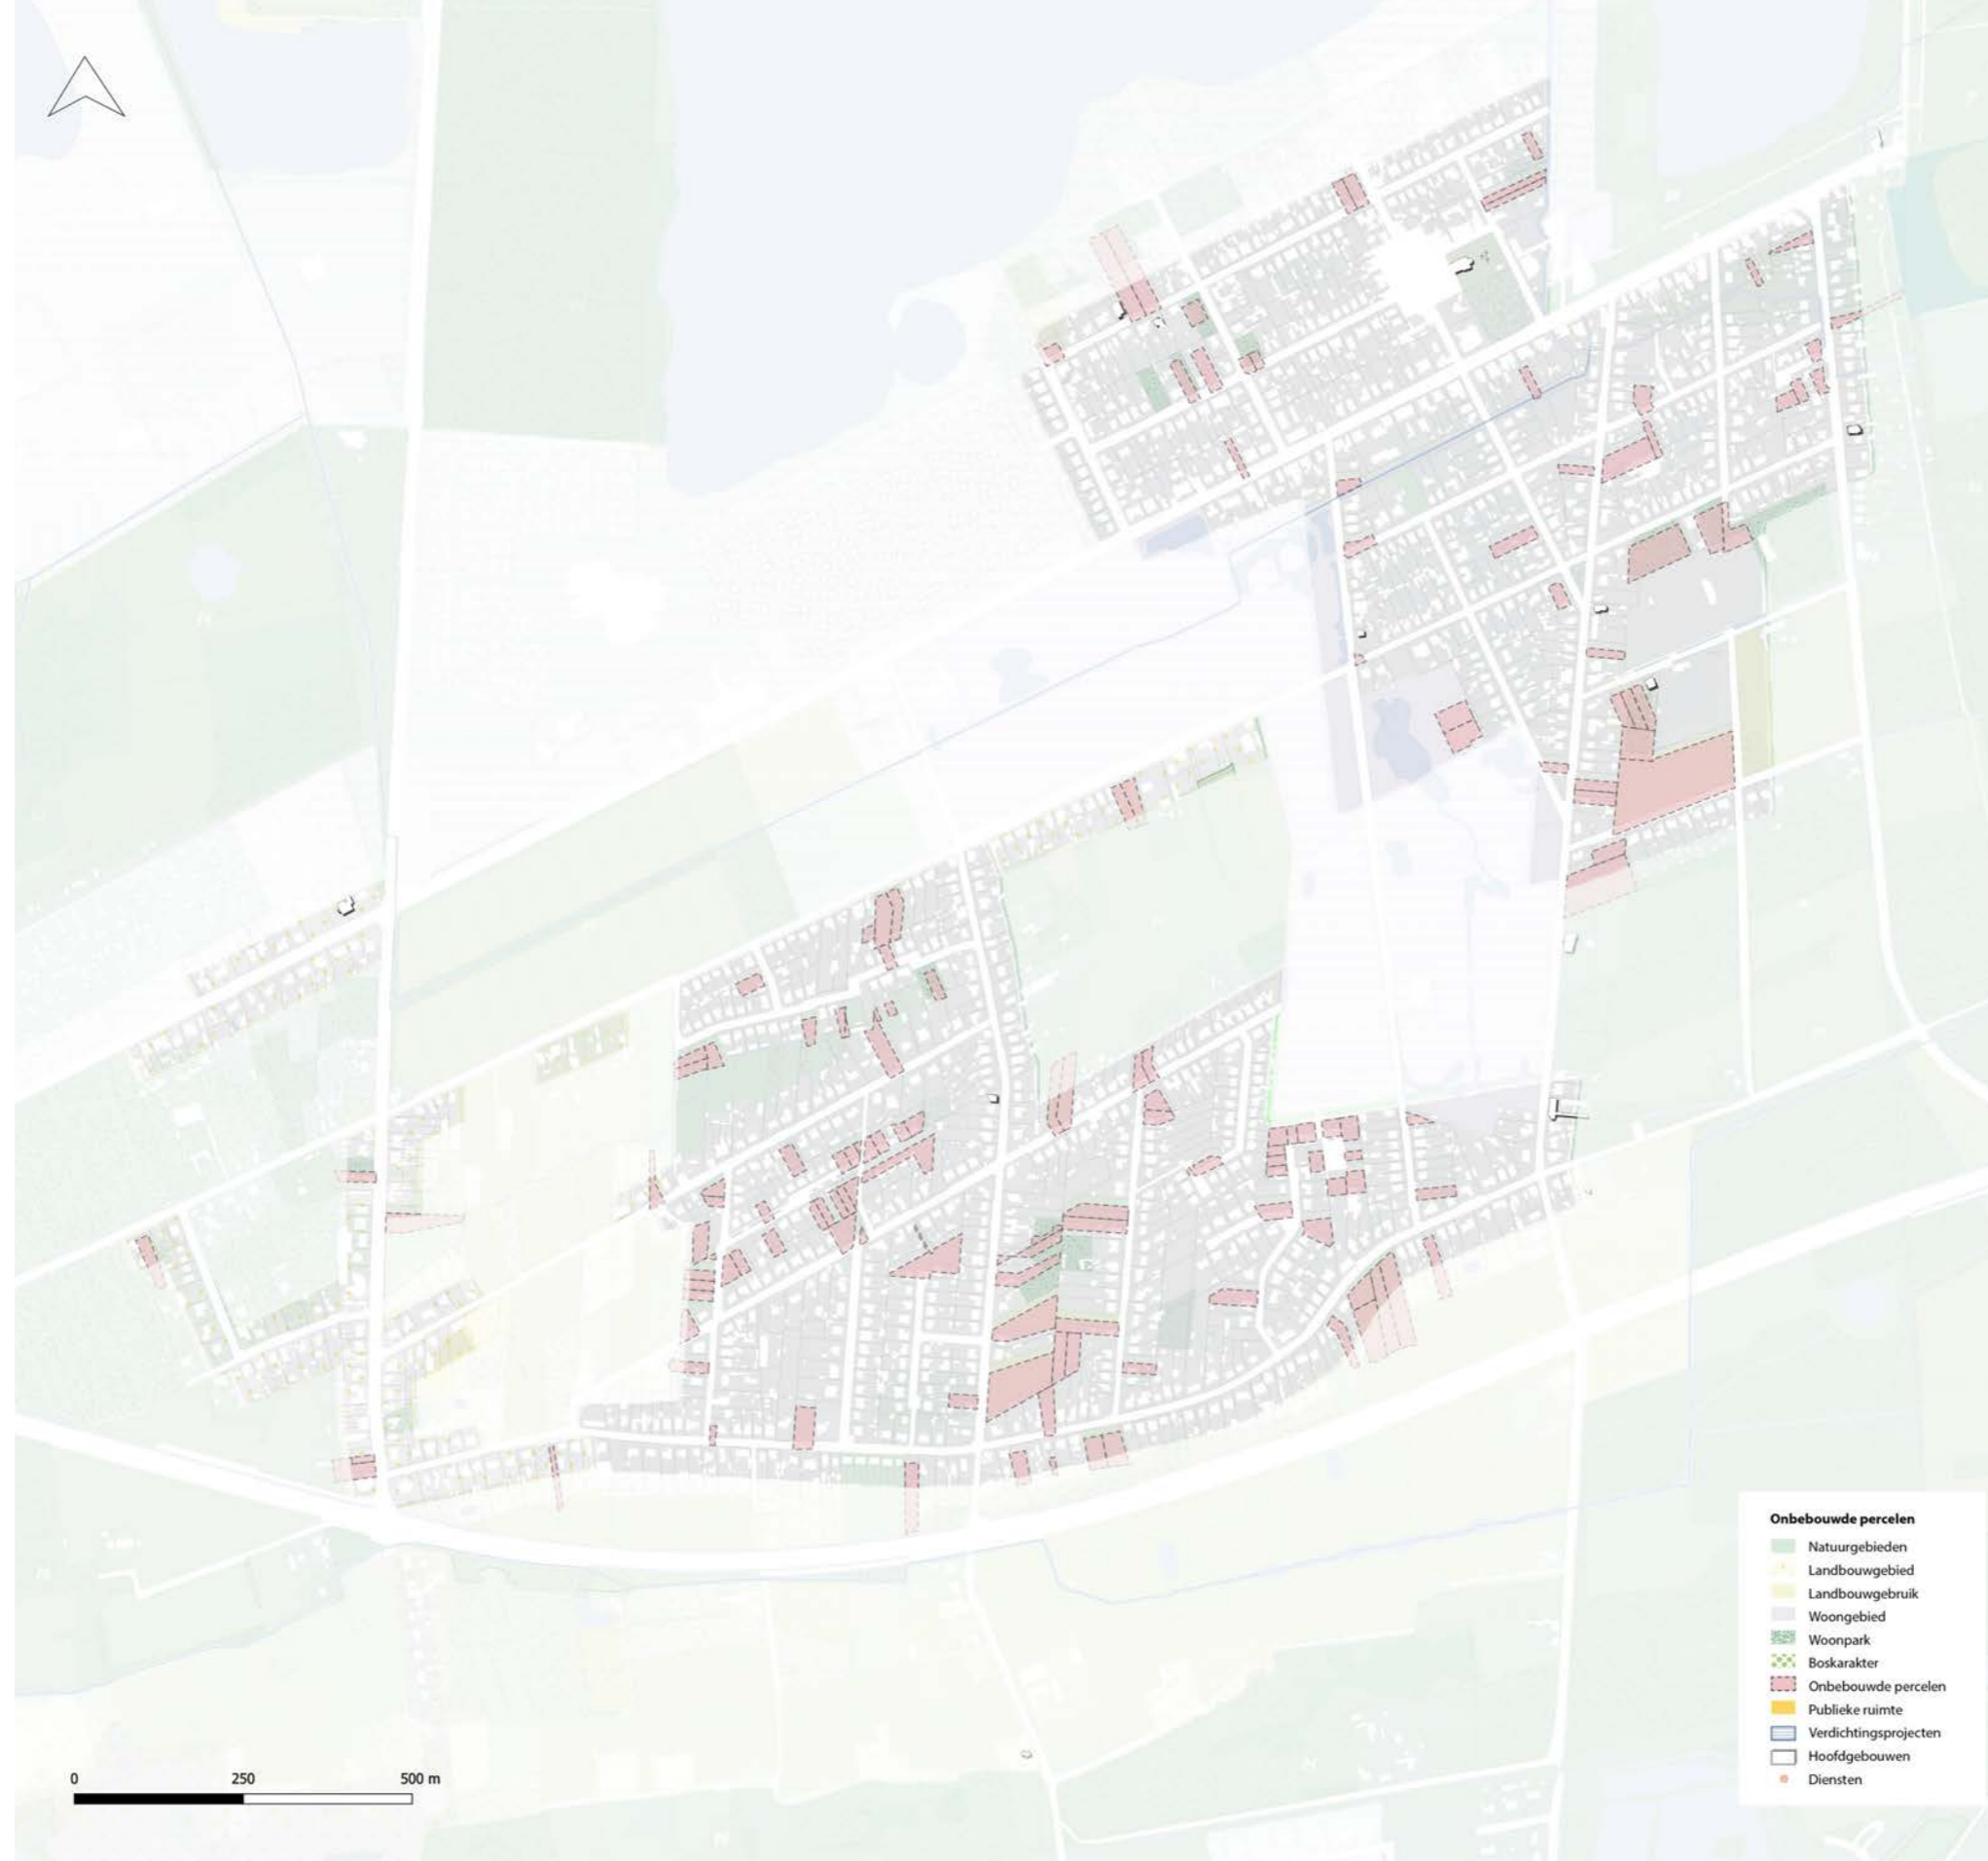 Onbebouwde percelen
Natuurgebieden
Landbouwgebied
Landbouwgebruik
Woongebied
Woonpark
Boskarakter
Onbebouwde percelen
Publieke ruimte
Verdichtingsprojecten
Hoofdgebouwen
Diensten
0 250 500 m